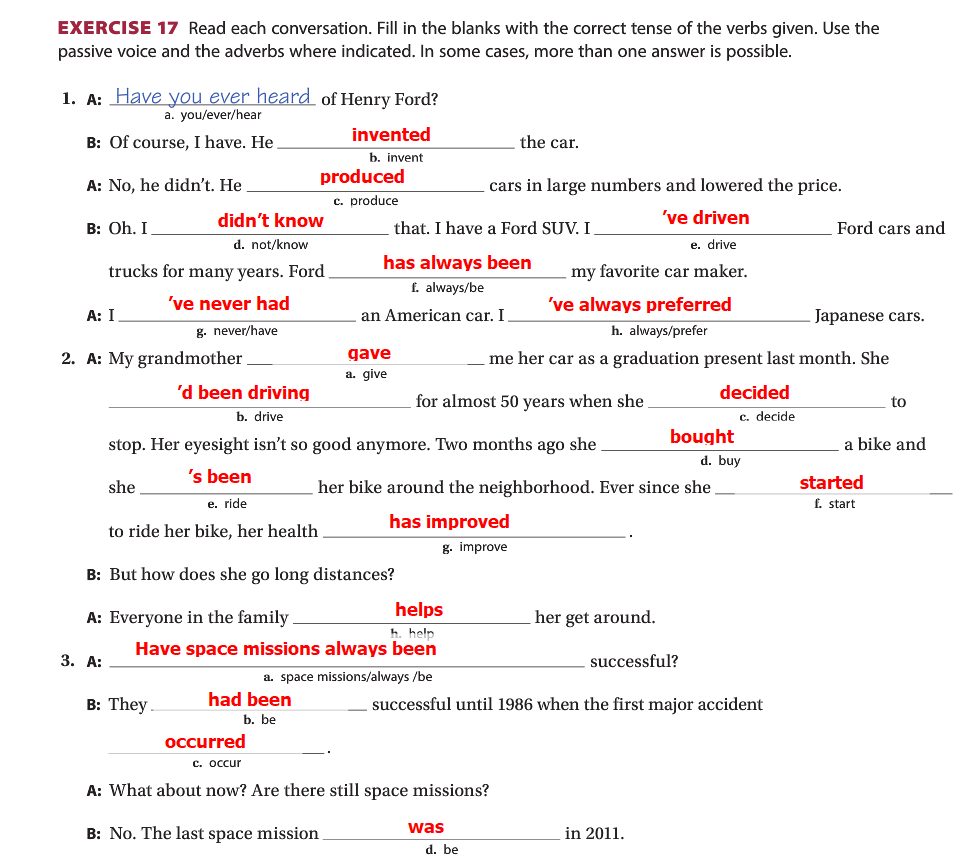 EXERCISE 17 Read each conversation. Fill in the blanks with the correct tense of the verbs given. Use the
passive voice and the adverbs where indicated. In some cases, more than one answer is possible.
1. A: Have you ever heard of Henry Ford?
a. you/ever/hear
B: Of course, I have. He invented the car.
b. invent
A: No, he didn't. He produced cars in large numbers and lowered the price.
c. produce
B: Oh. I didn't know that. I have a Ford SUV. I 've driven Ford cars and
d. not/know e. drive
trucks for many years. Ford has always been my favorite car maker.
f. always/be
A: I 've never had an American car. I 've always preferred Japanese cars.
g. never/have h. always/prefer
2. A: My grandmother gave me her car as a graduation present last month. She
a. give
'd been driving for almost 50 years when she decided to
b. drive c. decide
stop. Her eyesight isn't so good anymore. Two months ago she bought a bike and
d. buy
she 's been her bike around the neighborhood. Ever since she started
e. ride f. start
to ride her bike, her health has improved.
g. improve
B: But how does she go long distances?
A: Everyone in the family helps her get around.
h. help
3. A: Have space missions always been successful?
a. space missions/always /be
B: They had been successful until 1986 when the first major accident
b. be
occurred.
c. occur
A: What about now? Are there still space missions?
B: No. The last space mission was in 2011.
d. be